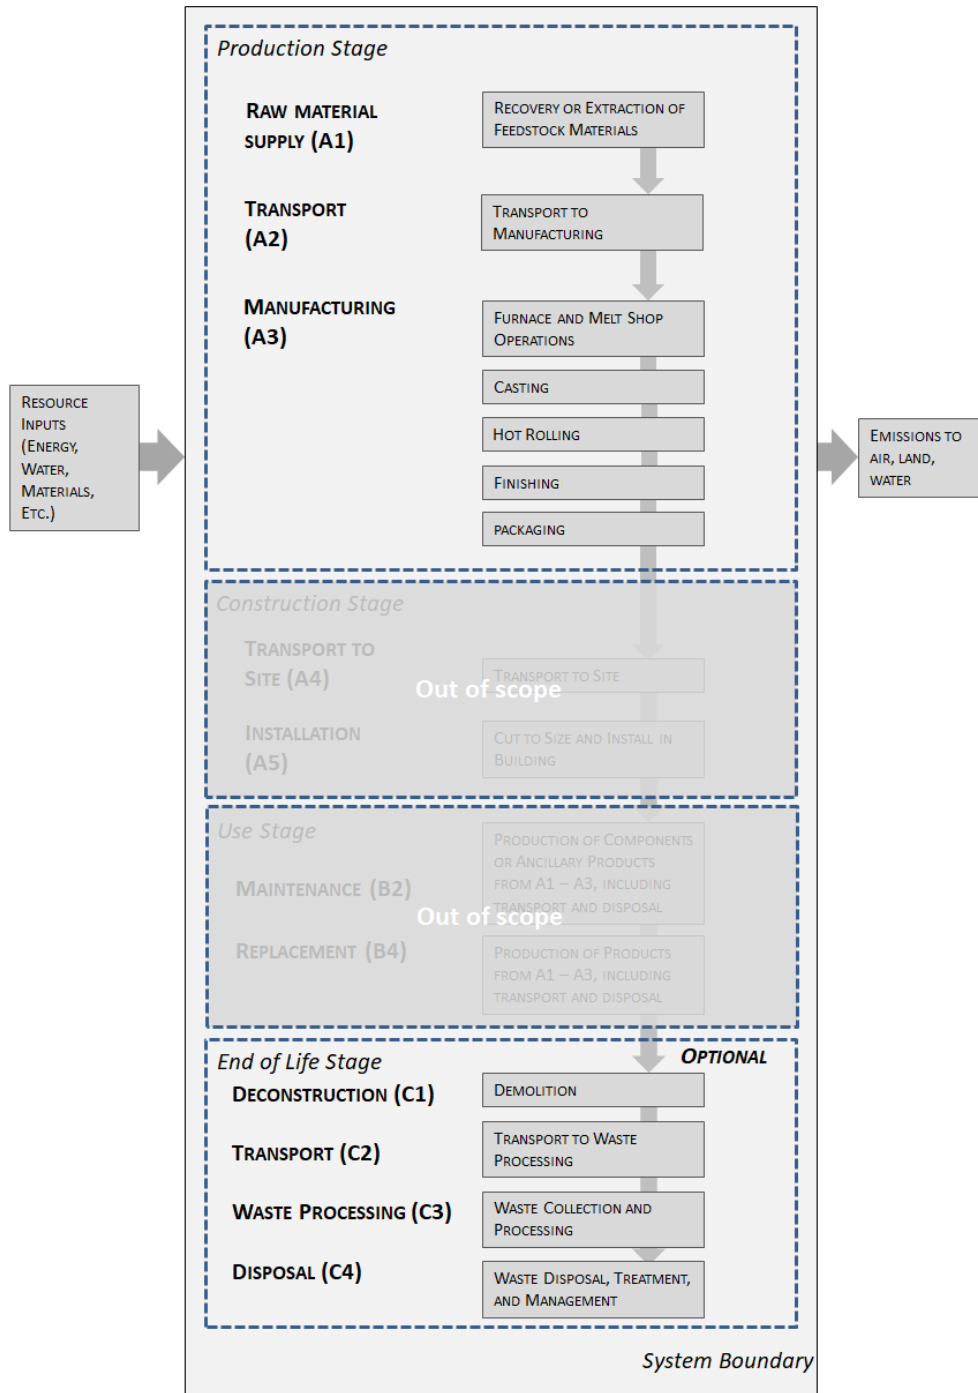 Production Stage
Raw material
supply (A1)
Recovery or Extraction of
Feedstock Materials
Transport
(A2)
Transport to
Manufacturing
Manufacturing
(A3)
Furnace and Melt Shop
Operations
Casting
Hot Rolling
Finishing
packaging
Resource
Inputs
(Energy,
Water,
Materials,
Etc.)
Emissions to
air, land,
water
Construction Stage
Transport to
Site (A4)
Transport to Site
Out of scope
Installation
(A5)
Cut to Size and Install in
Building
Use Stage
Maintenance (B2)
Production of Components
or Ancillary Products
from A1 – A3, including
transport and disposal
Out of scope
Replacement (B4)
Production of Products
from A1 – A3, including
transport and disposal
End of Life Stage
Optional
Deconstruction (C1)
Demolition
Transport (C2)
Transport to Waste
Processing
Waste Processing (C3)
Waste Collection and
Processing
Disposal (C4)
Waste Disposal, Treatment,
and Management
System Boundary